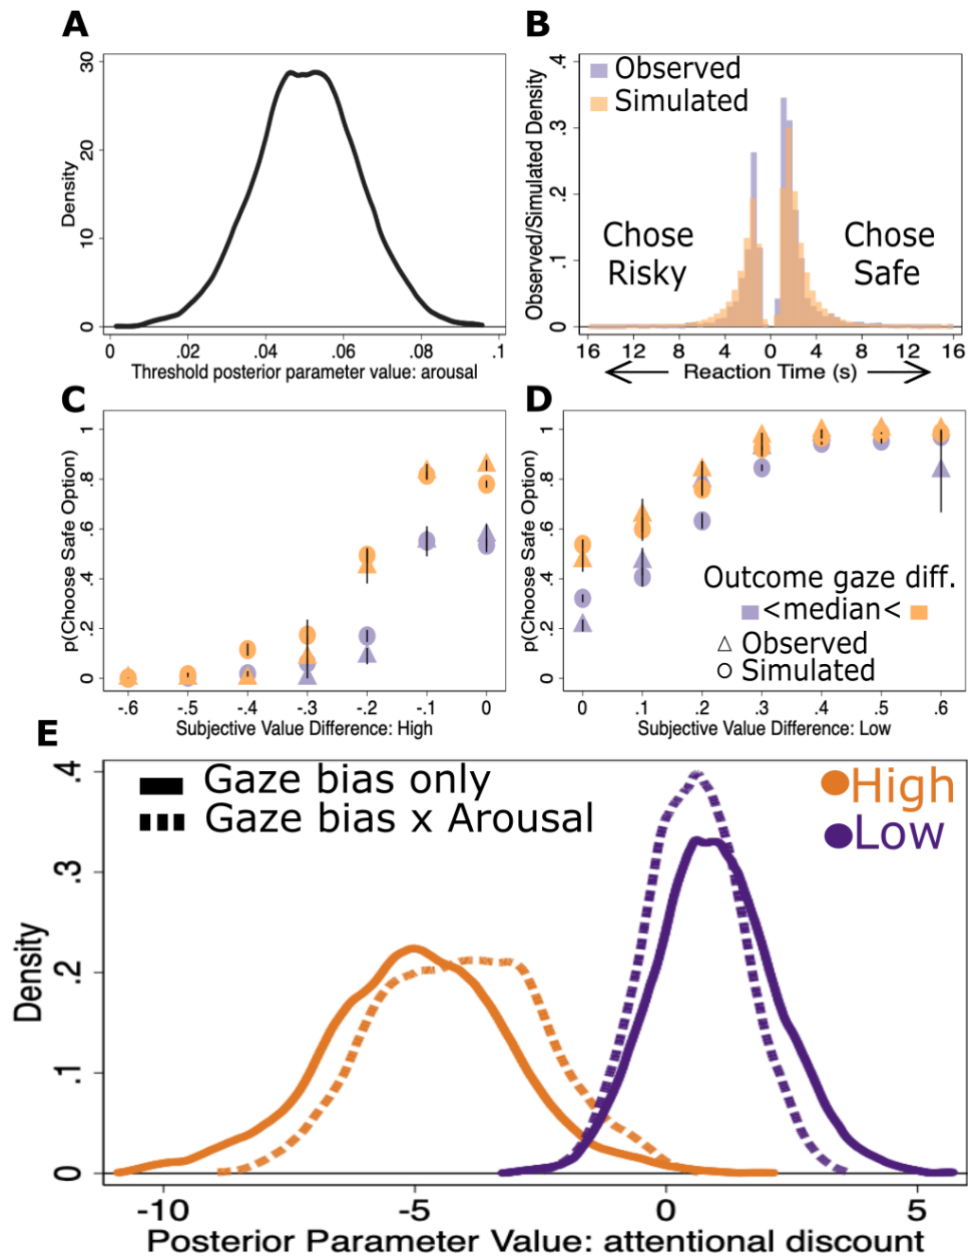 A
Density
30
20
10
0
0 .02 .04 .06 .08 .1
Threshold posterior parameter value: arousal
B
Observed/Simulated Density
.4
.3
.2
.1
0
Observed
Simulated
Chose Risky
Chose Safe
16 12 8 4 0 4 8 12 16
Reaction Time (s)
C
p(Choose Safe Option)
1
.8
.6
.4
.2
0
-.6 -.5 -.4 -.3 -.2 -.1 0
Subjective Value Difference: High
D
p(Choose Safe Option)
1
.8
.6
.4
.2
0
Outcome gaze diff.
<median<
Observed
Simulated
0 .1 .2 .3 .4 .5 .6
Subjective Value Difference: Low
E
Density
.4
.3
.2
.1
0
Gaze bias only
Gaze bias x Arousal
High
Low
-10 -5 0 5
Posterior Parameter Value: attentional discount